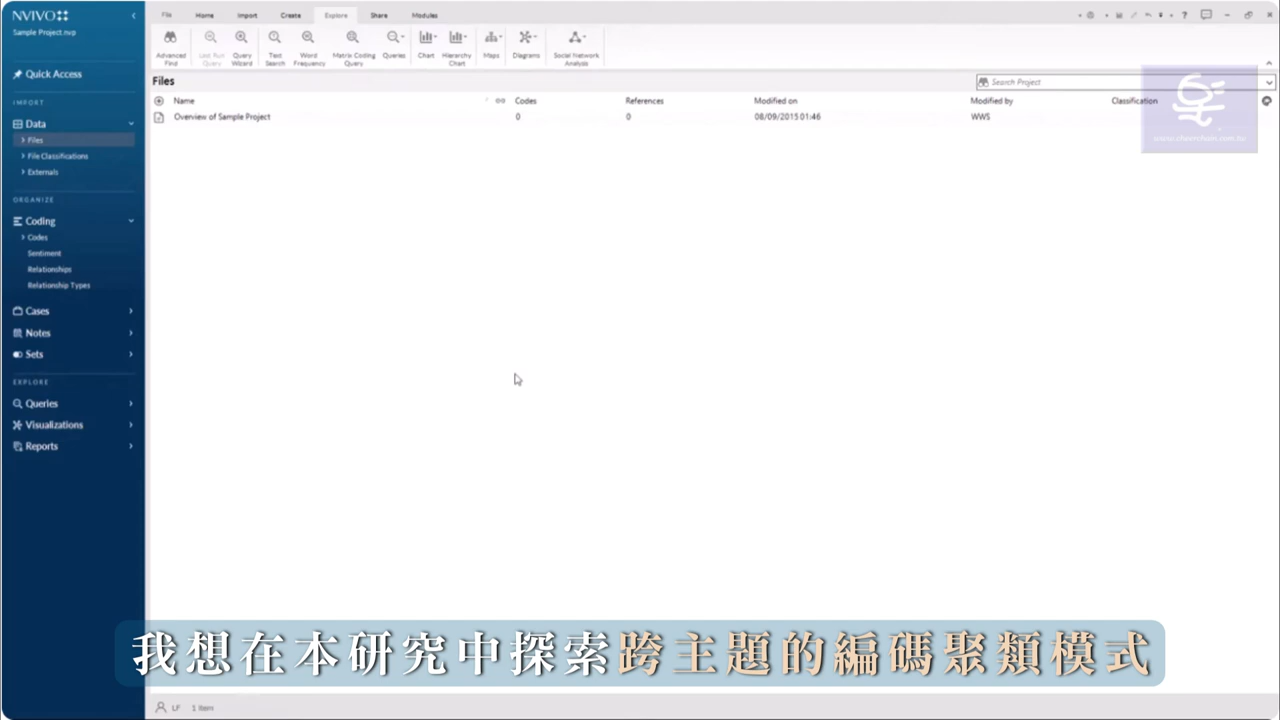 NVIVO
Sample Project.nvp
Quick Access
IMPORT
Data
Files
File Classifications
Externals
ORGANIZE
Coding
Codes
Sentiment
Relationships
Relationship Types
Cases
Notes
Sets
EXPLORE
Queries
Visualizations
Reports
File Home Import Create Explore Share Modules
Advanced Find
Last Run Query
Query Wizard
Text Search
Word Frequency
Matrix Coding Query
Queries
Chart
Hierarchy Chart
Maps
Diagrams
Social Network Analysis
Files
Search Project
Name Codes References Modified on Modified by Classification
Overview of Sample Project 0 0 08/09/2015 01:46 WWS
www.cheerchain.com.tw
我想在本研究中探索跨主題的編碼聚類模式
LF 1 Item